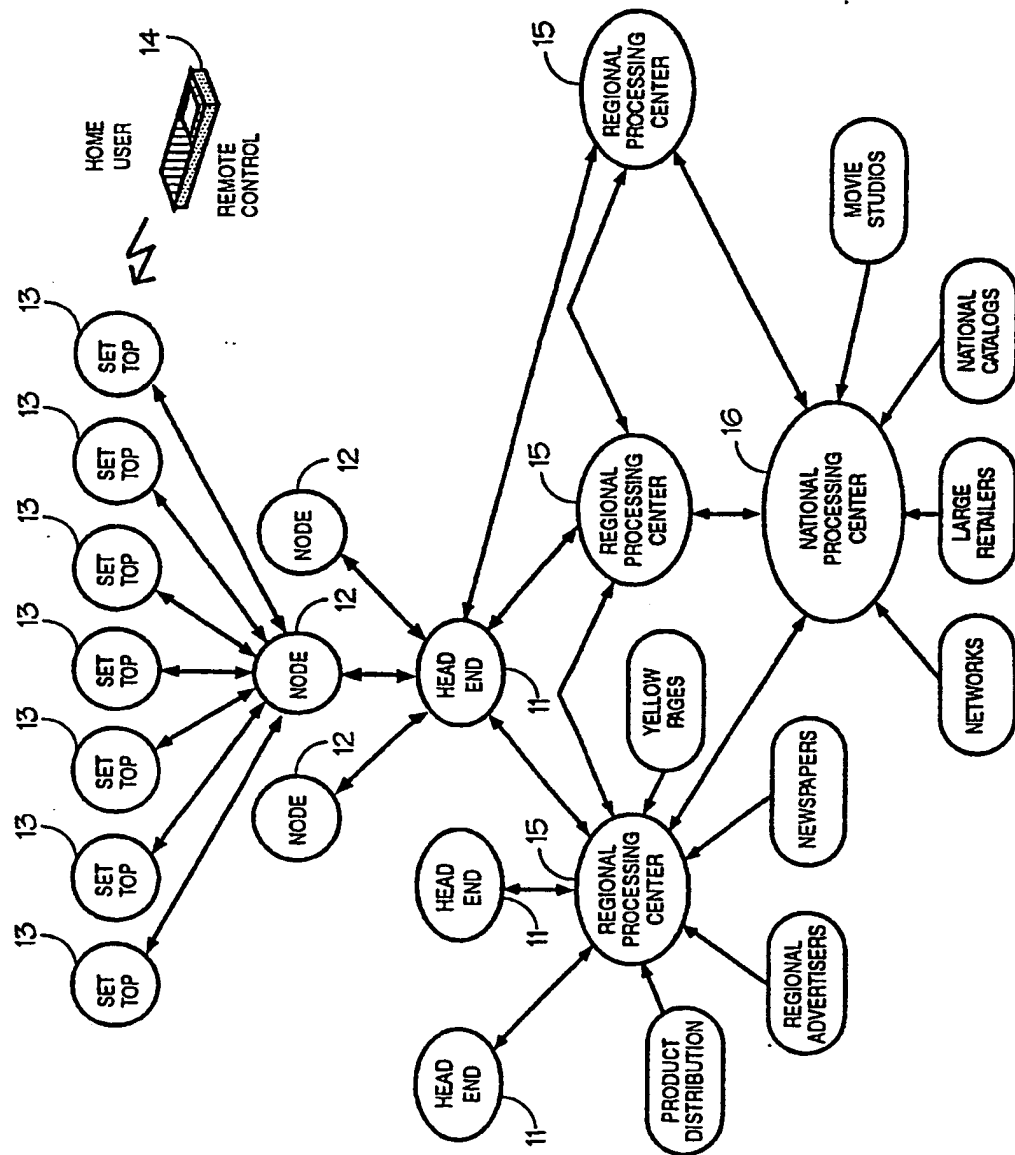 HOME
USER
14
REMOTE
CONTROL
13
SET
TOP
13
SET
TOP
13
SET
TOP
13
SET
TOP
13
SET
TOP
13
SET
TOP
13
SET
TOP
NODE
12
NODE
12
NODE
12
HEAD
END
11
HEAD
END
11
HEAD
END
11
REGIONAL
PROCESSING
CENTER
15
REGIONAL
PROCESSING
CENTER
15
REGIONAL
PROCESSING
CENTER
15
YELLOW
PAGES
PRODUCT
DISTRIBUTION
REGIONAL
ADVERTISERS
NEWSPAPERS
NATIONAL
PROCESSING
CENTER
16
NETWORKS
LARGE
RETAILERS
NATIONAL
CATALOGS
MOVIE
STUDIOS